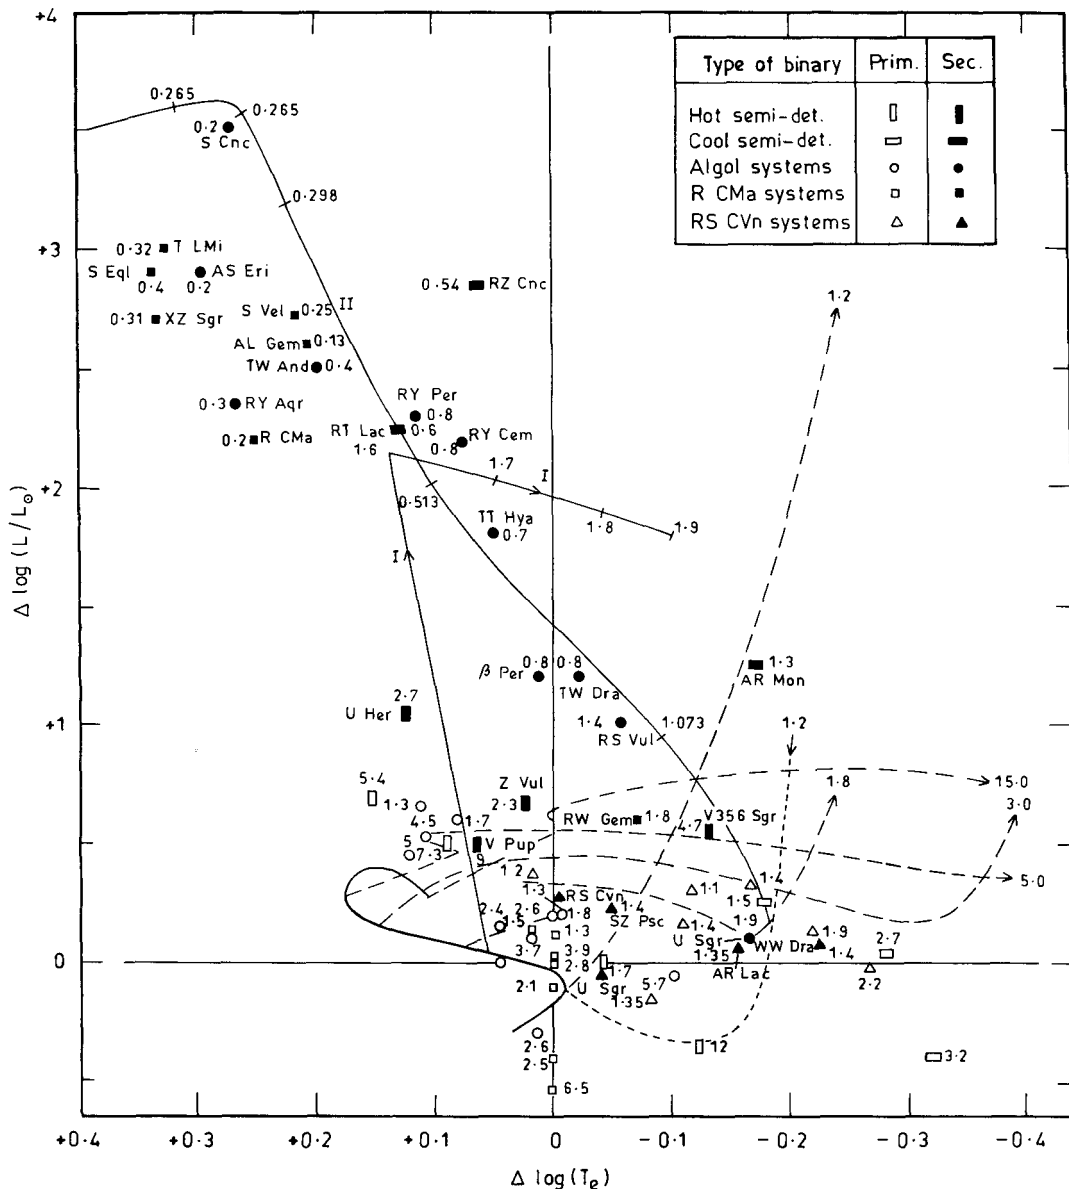 +4
Type of binary Prim. Sec.
Hot semi-det.
Cool semi-det.
Algol systems
R CMa systems
RS CVn systems
0·265
0·265
0·2
S Cnc
0·298
+3
0·32 T LMi
S Eql AS Eri
0·4 0·2
0·54 RZ Cnc
1·2
0·31 XZ Sgr
S Vel 0·25 II
AL Gem 0·13
TW And 0·4
0·3 RY Aqr
RY Per
0·8
0·2 R CMa
RT Lac 0·6
RY Cem
0·8
1·6
1·7
I
+2
0·513
1·8
1·9
TT Hya
0·7
I
Δ log (L/L☉)
β Per 0·8 0·8
TW Dra
1·3
AR Mon
2·7
U Her
+1
1·4
RS Vul
1·073
1·2
5·4
1·3
4·5
1·7
Z Vul
2·3
RW Gem 1·8
V356 Sgr
4·7
1·8
15·0
3·0
5
7·3
V Pup
9
1·2
1·3
RS Cvn
1·1
1·4
5·0
2·4
1·5
2·6
1·8
1·3
1·4
SZ Psc
1·4
1·5
1·9
U Sgr
WW Dra
1·9
1·4
2·7
0
3·7
3·9
2·8
2·1
1·7
U Sgr
5·7
1·35
1·35
AR Lac
2·2
2·6
2·5
12
3·2
6·5
+0·4 +0·3 +0·2 +0·1 0 −0·1 −0·2 −0·3 −0·4
Δ log (Te)